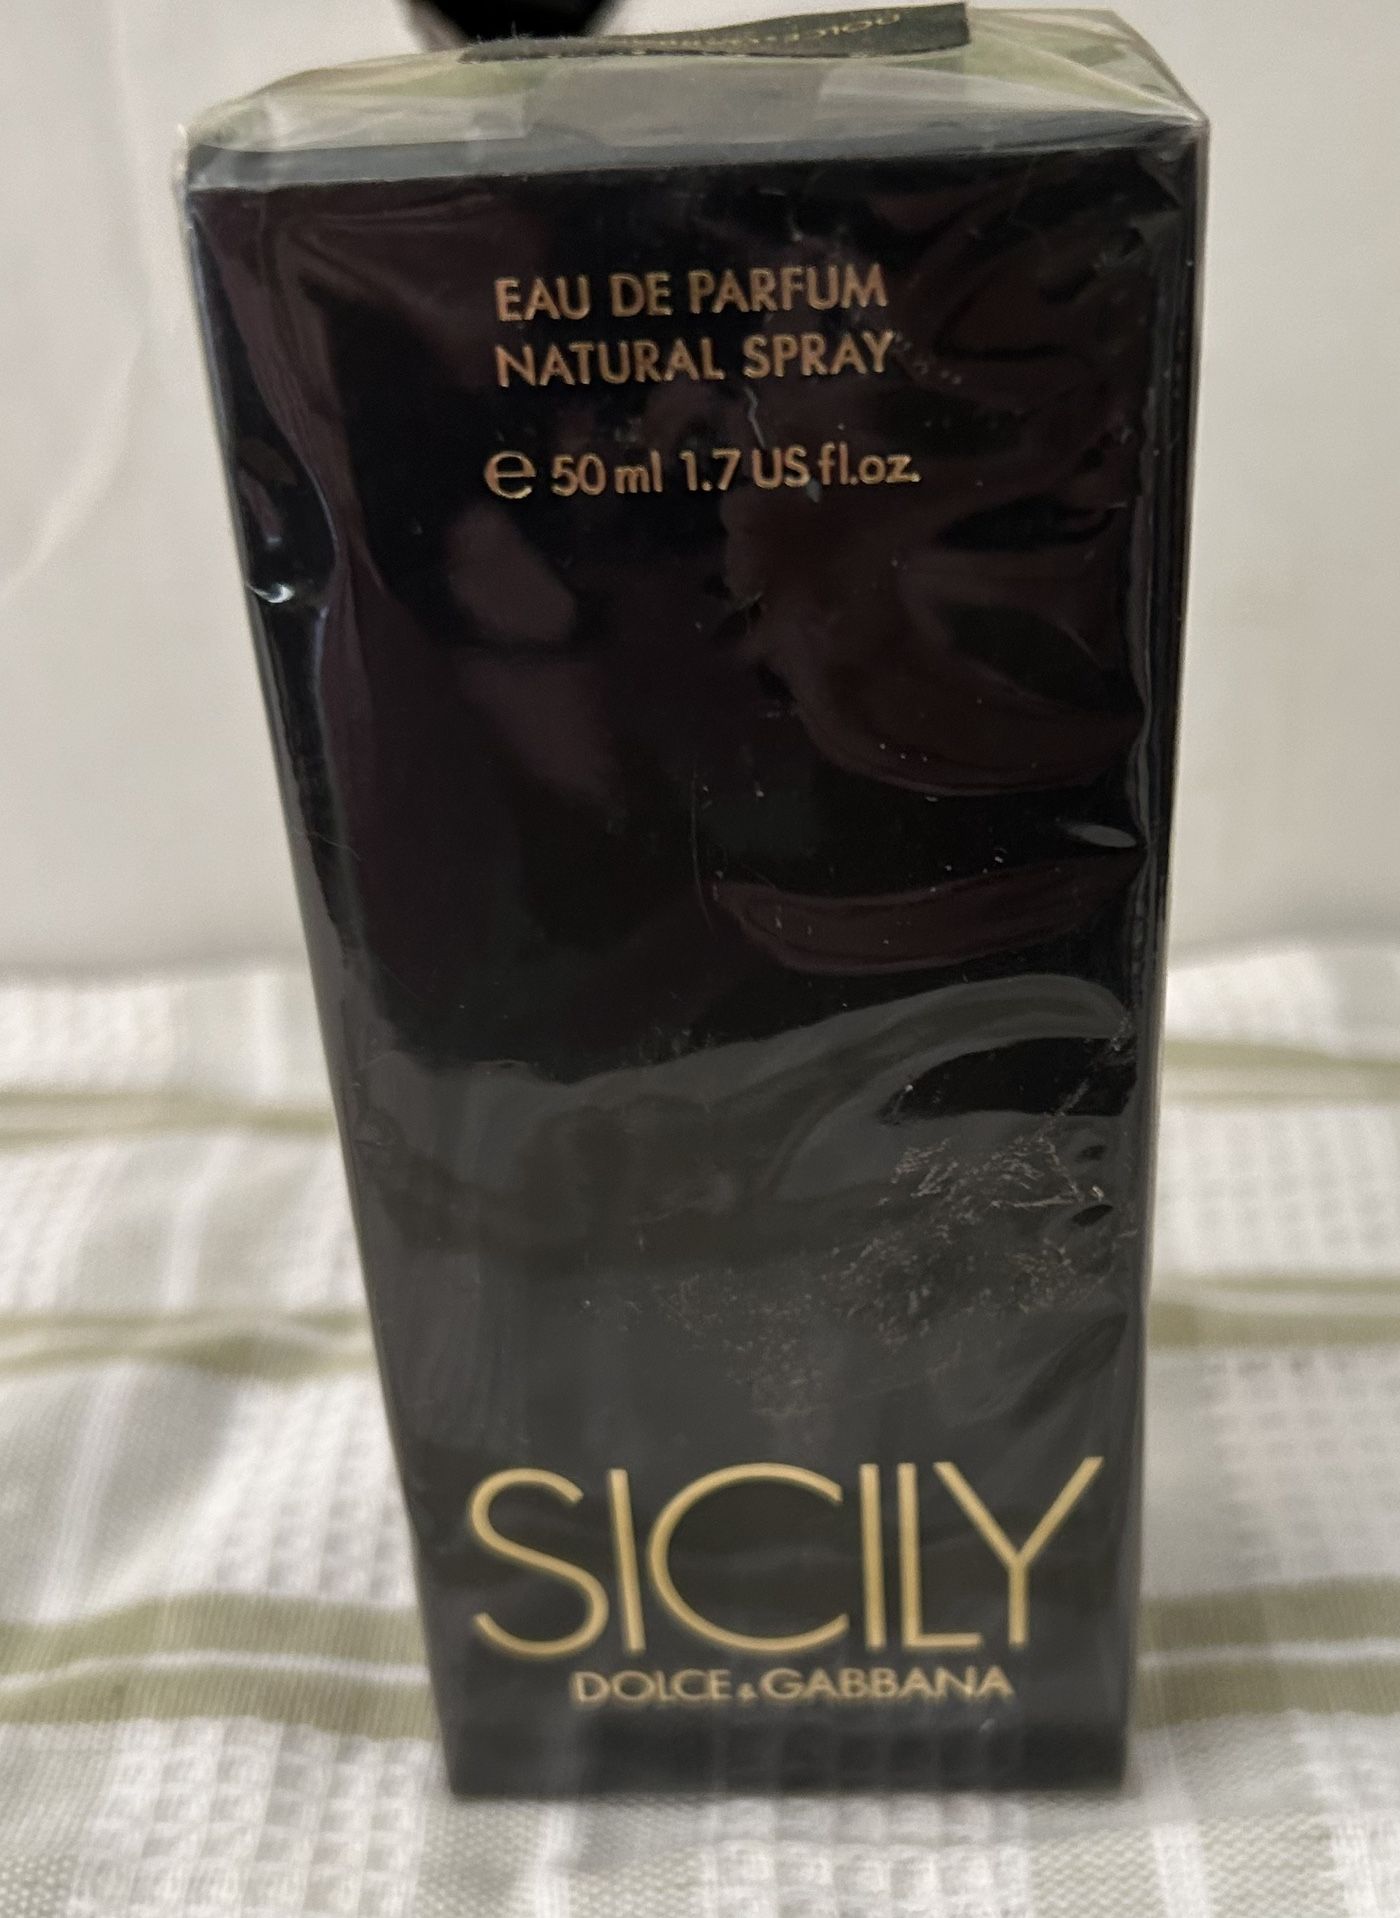 EAU DE PARFUM
NATURAL SPRAY
℮ 50 ml 1.7 US fl.oz.
SICILY
DOLCE & GABBANA